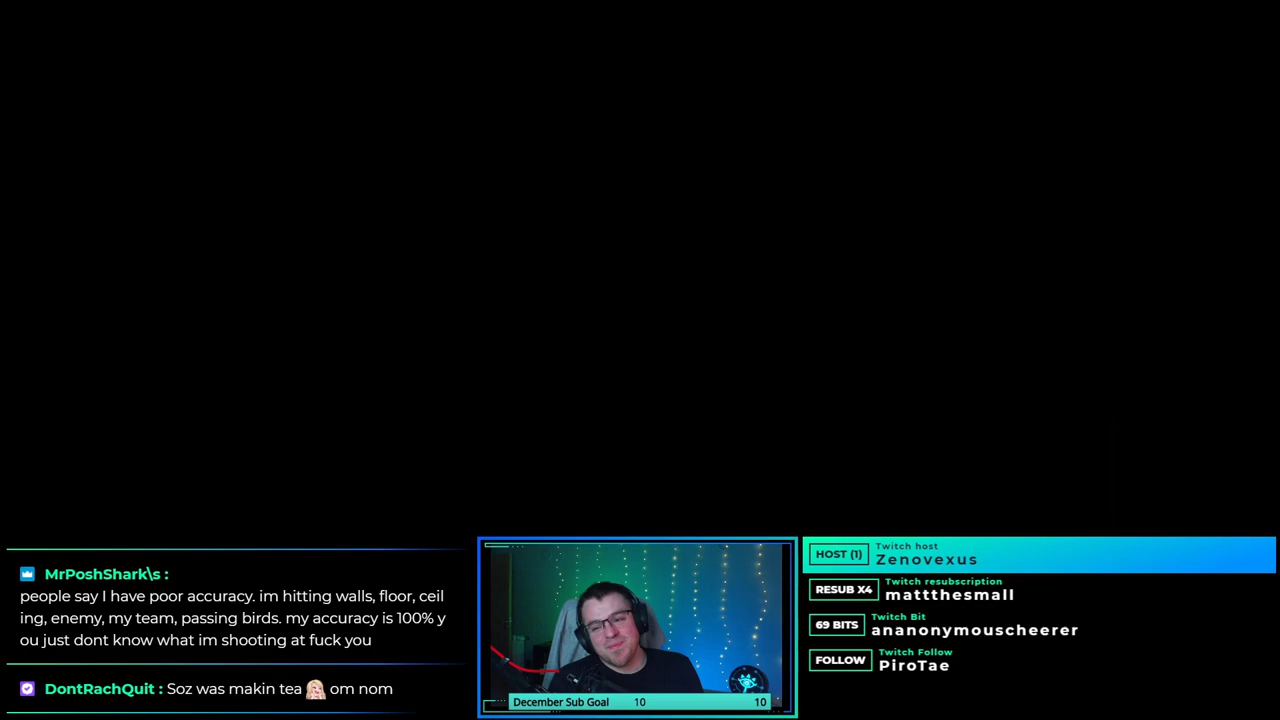 MrPoshShark\s :
people say I have poor accuracy. im hitting walls, floor, ceil
ing, enemy, my team, passing birds. my accuracy is 100% y
ou just dont know what im shooting at fuck you
DontRachQuit : Soz was makin tea om nom
December Sub Goal 10 10
HOST (1) Twitch host
Zenovexus
RESUB X4 Twitch resubscription
mattthesmall
69 BITS Twitch Bit
ananonymouscheerer
FOLLOW Twitch Follow
PiroTae